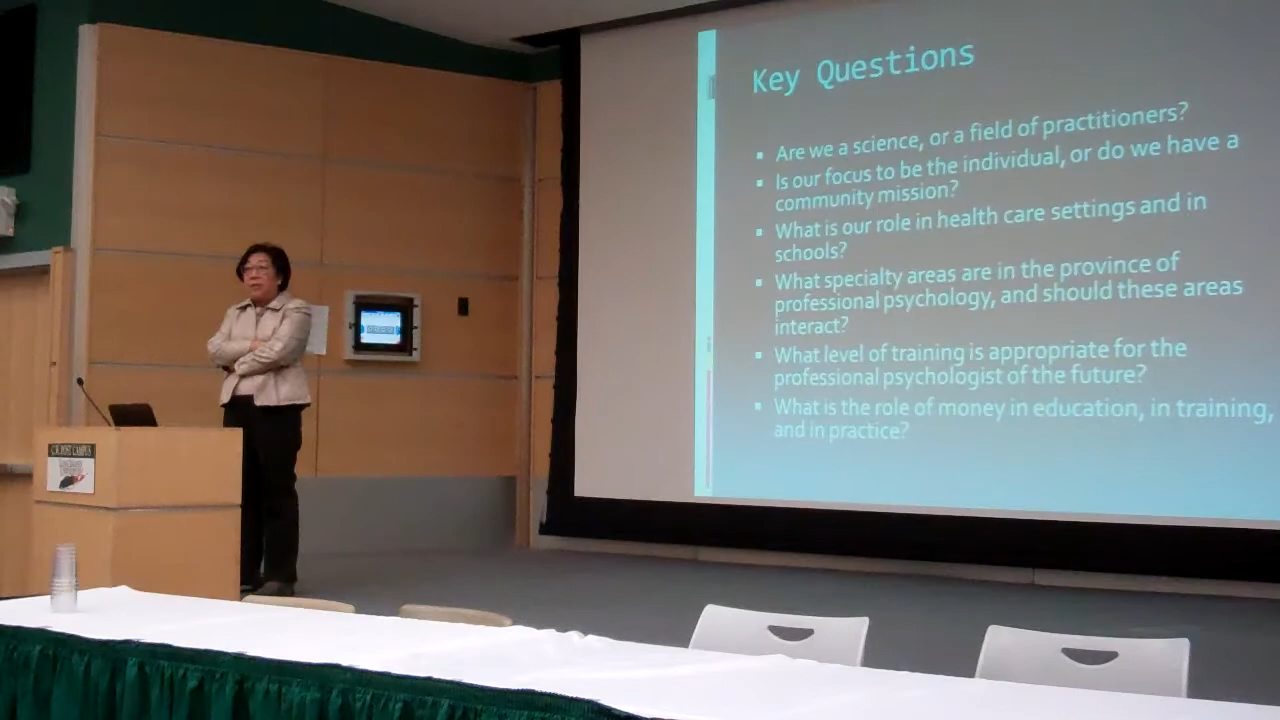 Key Questions
Are we a science, or a field of practitioners?
Is our focus to be the individual, or do we have a
community mission?
What is our role in health care settings and in
schools?
What specialty areas are in the province of
professional psychology, and should these areas
interact?
What level of training is appropriate for the
professional psychologist of the future?
What is the role of money in education, in training,
and in practice?
C.W. POST CAMPUS